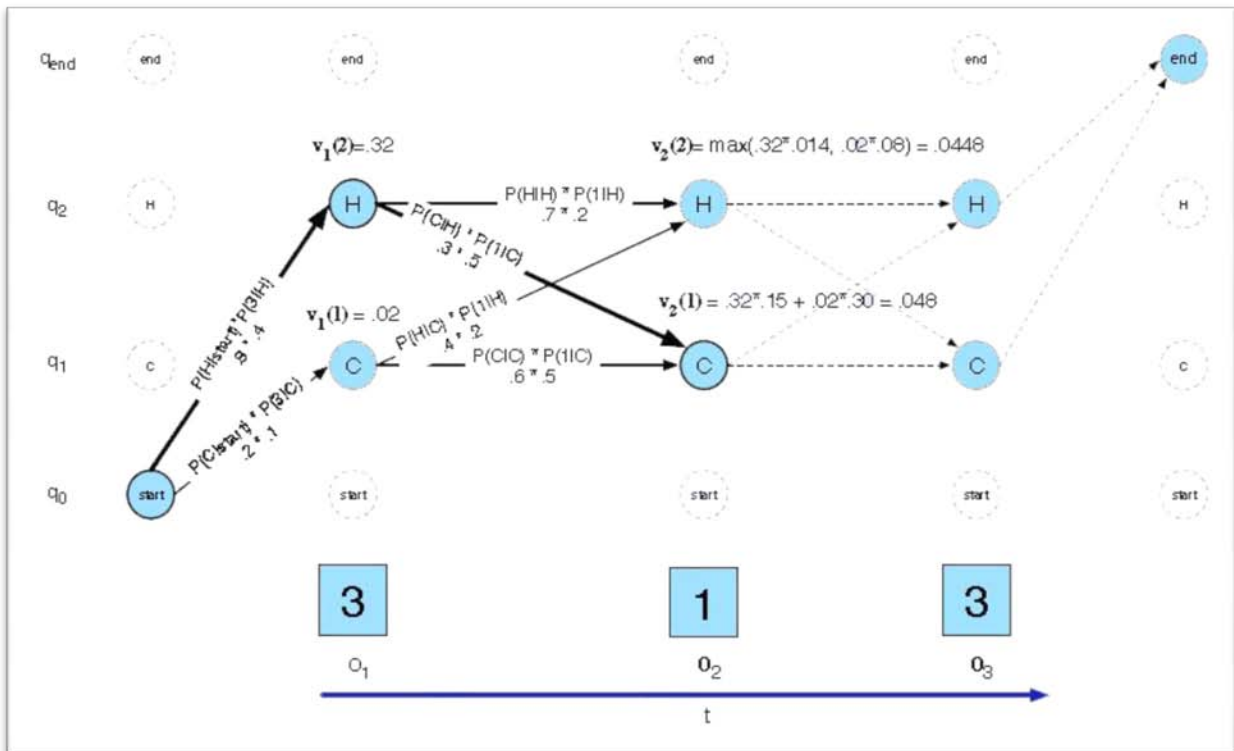 q_end end end end end end
v_1(2)=.32 v_2(2)= max(.32*.014, .02*.08) = .0448
q_2 H H H H H
P(H|H) * P(1|H)
.7 * .2
P(C|H) * P(1|C)
.3 * .5
P(H|start)*P(3|H)
.8 * .4
v_1(1) = .02 v_2(1) = .32*.15 + .02*.30 = .048
P(H|C) * P(1|H)
.4 * .2
q_1 C C C C C
P(C|C) * P(1|C)
.6 * .5
P(C|start) * P(3|C)
.2 * .1
q_0 start start start start start
3 1 3
O_1 O_2 O_3
t